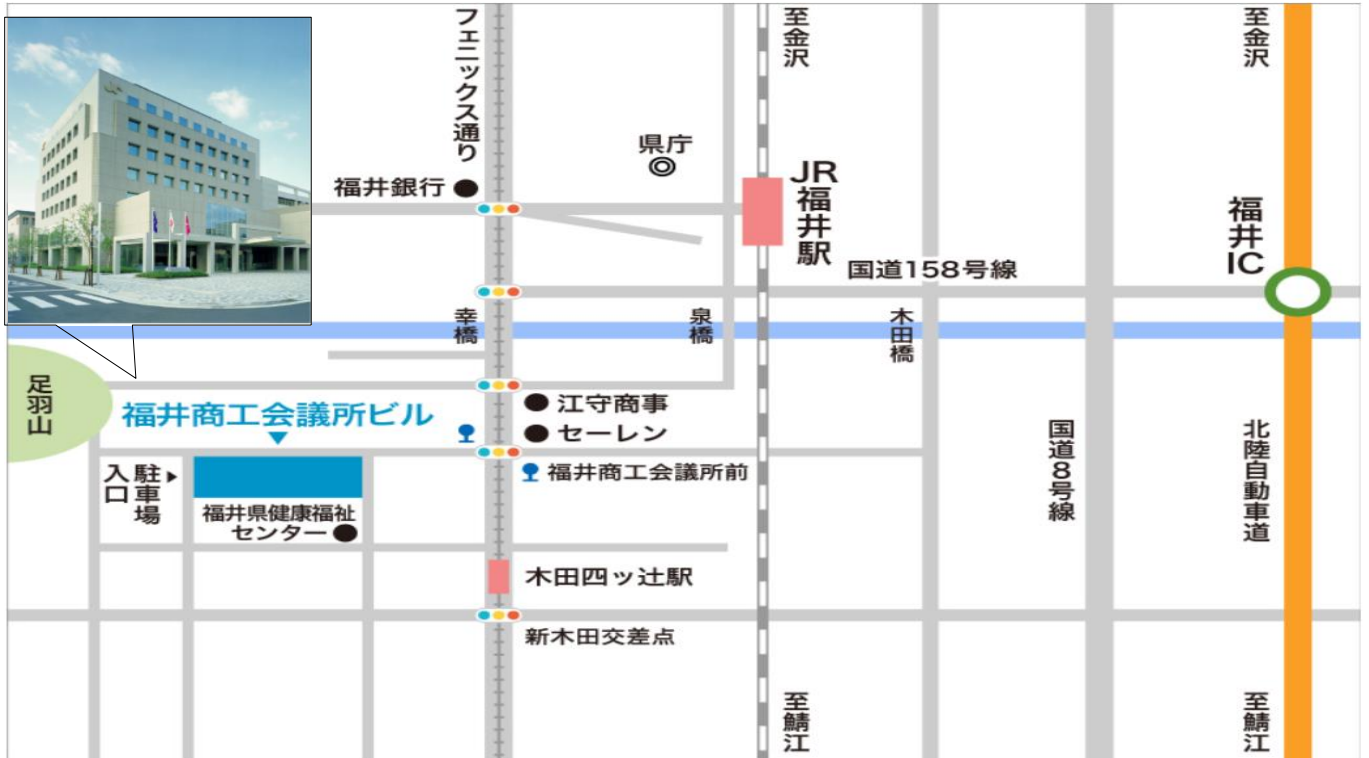 フェニックス通り
至金沢
至金沢
県庁
福井銀行
JR福井駅
福井IC
国道158号線
幸橋
泉橋
木田橋
足羽山
江守商事
福井商工会議所ビル
セーレン
国道8号線
北陸自動車道
駐車場
入口
福井商工会議所前
福井県健康福祉
センター
木田四ッ辻駅
新木田交差点
至鯖江
至鯖江